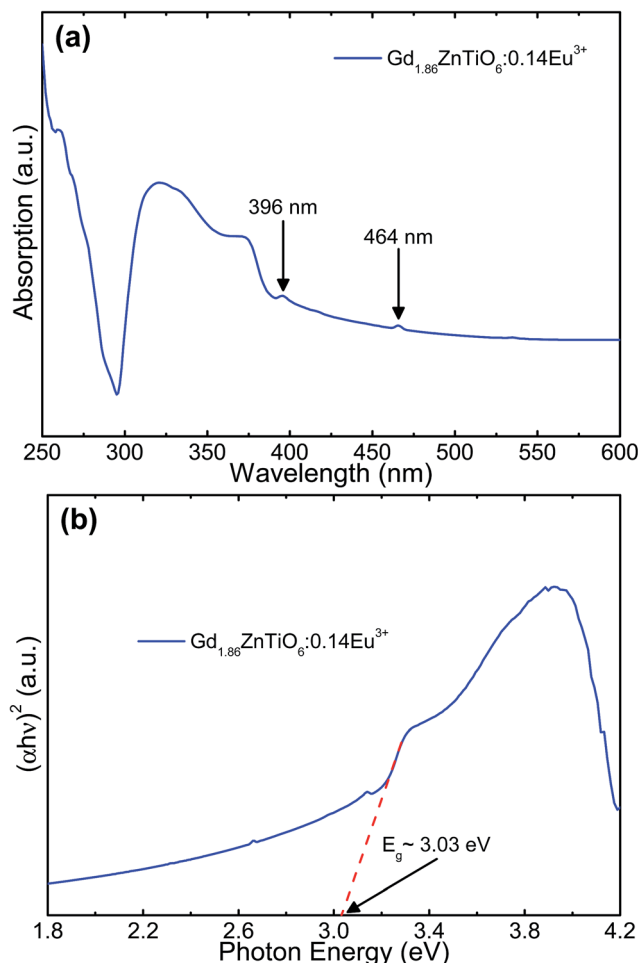 (a)
Gd1.86ZnTiO6:0.14Eu3+
396 nm
464 nm
Absorption (a.u.)
250 300 350 400 450 500 550 600
Wavelength (nm)
(b)
Gd1.86ZnTiO6:0.14Eu3+
(αhν)2 (a.u.)
Eg~ 3.03 eV
1.8 2.2 2.6 3.0 3.4 3.8 4.2
Photon Energy (eV)